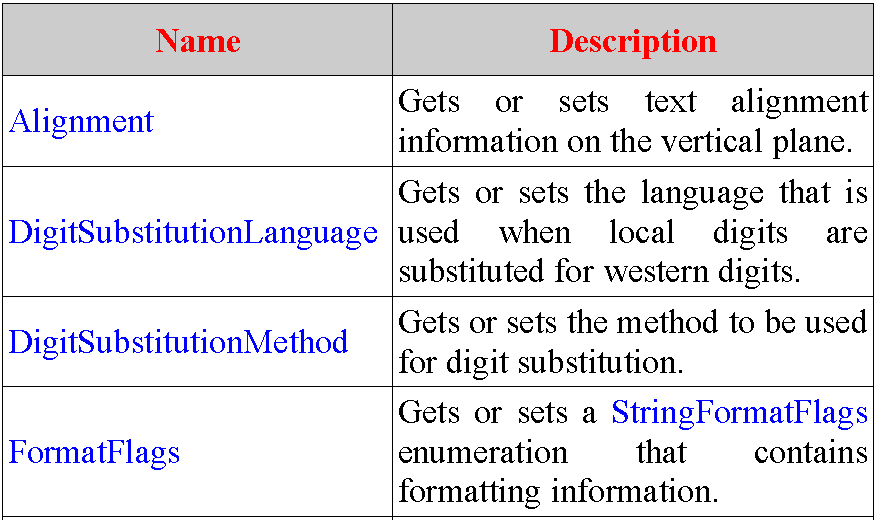 Name
Description
Alignment
Gets or sets text alignment
information on the vertical plane.
DigitSubstitutionLanguage
Gets or sets the language that is
used when local digits are
substituted for western digits.
DigitSubstitutionMethod
Gets or sets the method to be used
for digit substitution.
FormatFlags
Gets or sets a StringFormatFlags
enumeration that contains
formatting information.